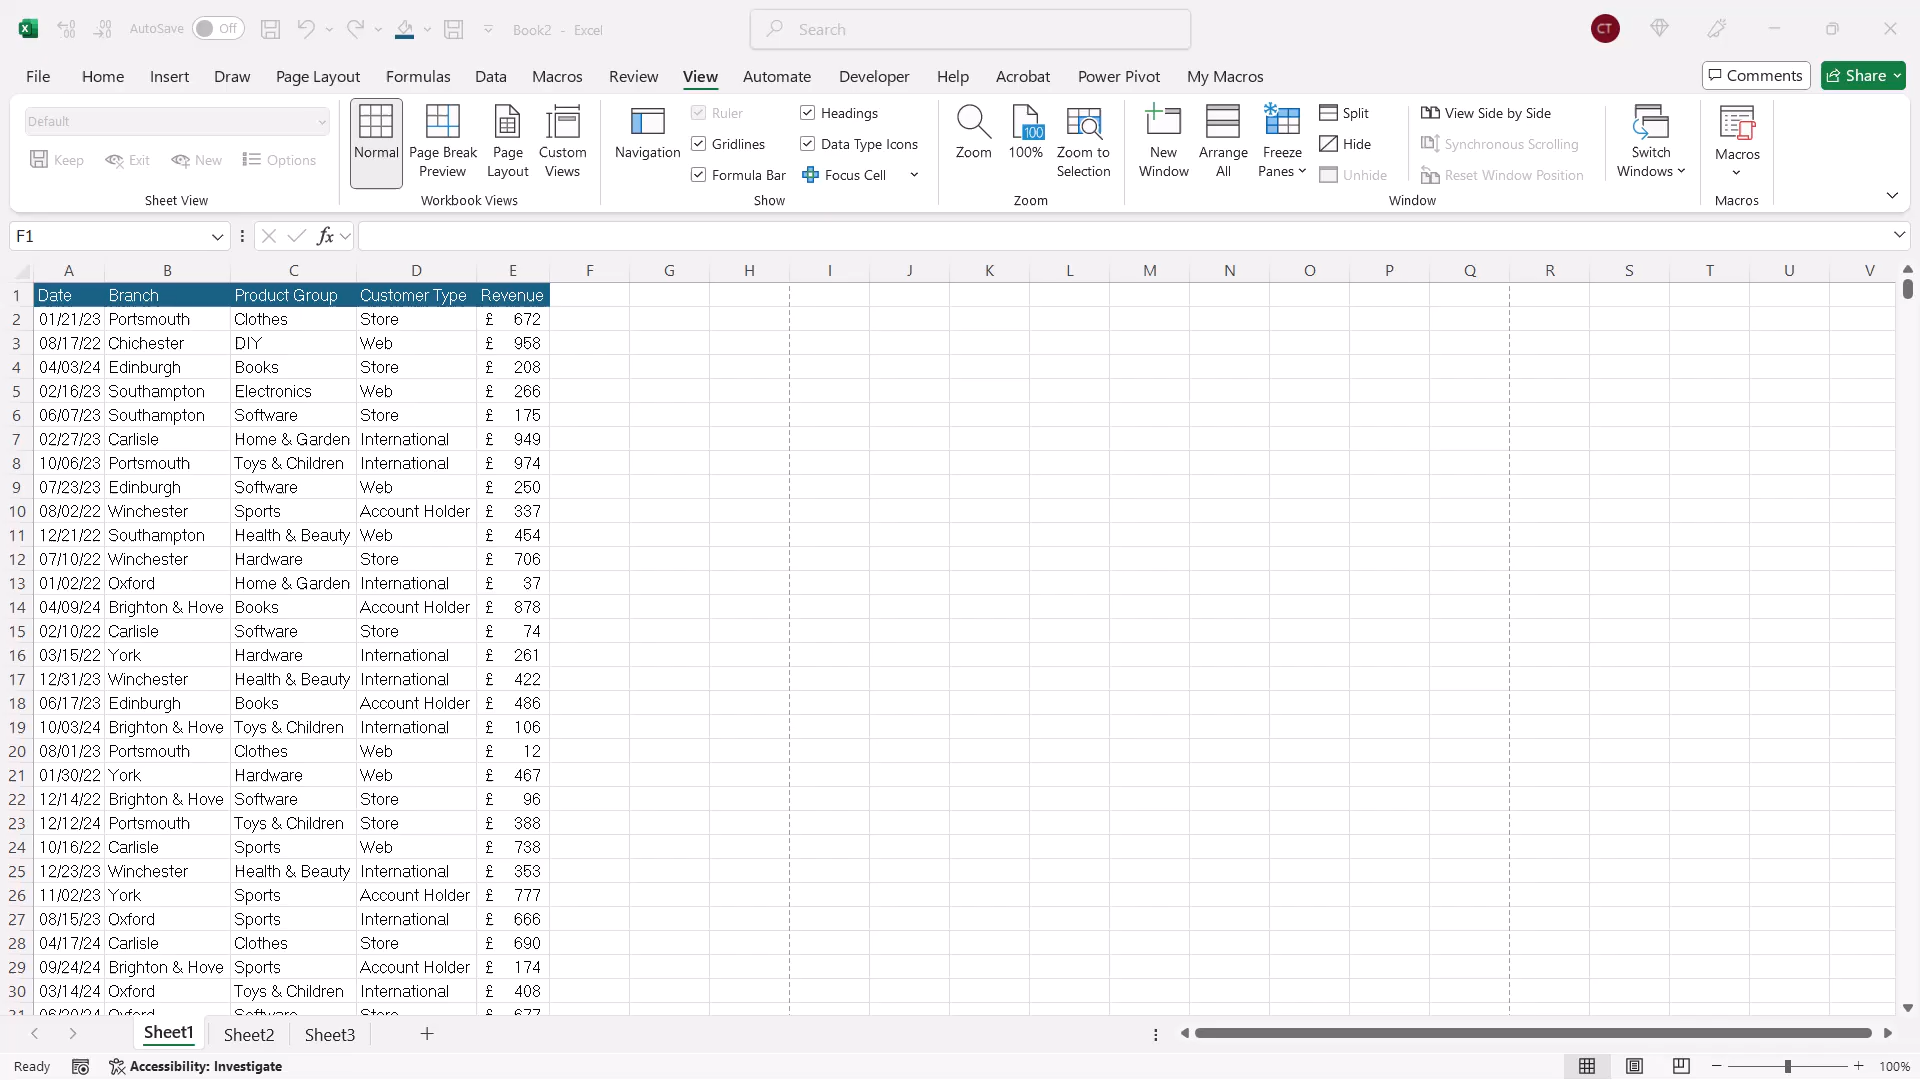 AutoSave Off Book2 - Excel Search CT
File Home Insert Draw Page Layout Formulas Data Macros Review View Automate Developer Help Acrobat Power Pivot My Macros Comments Share
Default
Keep Exit New Options
Sheet View
Normal Page Break Preview Page Layout Custom Views
Workbook Views
Navigation
Ruler Headings
Gridlines Data Type Icons
Formula Bar Focus Cell
Show
Zoom 100% Zoom to Selection
100
Zoom
New Window Arrange All Freeze Panes
Split View Side by Side
Hide Synchronous Scrolling
Unhide Reset Window Position
Switch Windows
Window
Macros
Macros
F1 fx
A B C D E F G H I J K L M N O P Q R S T U V
1 Date Branch Product Group Customer Type Revenue
2 01/21/23 Portsmouth Clothes Store £ 672
3 08/17/22 Chichester DIY Web £ 958
4 04/03/24 Edinburgh Books Store £ 208
5 02/16/23 Southampton Electronics Web £ 266
6 06/07/23 Southampton Software Store £ 175
7 02/27/23 Carlisle Home & Garden International £ 949
8 10/06/23 Portsmouth Toys & Children International £ 974
9 07/23/23 Edinburgh Software Web £ 250
10 08/02/22 Winchester Sports Account Holder £ 337
11 12/21/22 Southampton Health & Beauty Web £ 454
12 07/10/22 Winchester Hardware Store £ 706
13 01/02/22 Oxford Home & Garden International £ 37
14 04/09/24 Brighton & Hove Books Account Holder £ 878
15 02/10/22 Carlisle Software Store £ 74
16 03/15/22 York Hardware International £ 261
17 12/31/23 Winchester Health & Beauty International £ 422
18 06/17/23 Edinburgh Books Account Holder £ 486
19 10/03/24 Brighton & Hove Toys & Children International £ 106
20 08/01/23 Portsmouth Clothes Web £ 12
21 01/30/22 York Hardware Web £ 467
22 12/14/22 Brighton & Hove Software Store £ 96
23 12/12/24 Portsmouth Toys & Children Store £ 388
24 10/16/22 Carlisle Sports Web £ 738
25 12/23/23 Winchester Health & Beauty International £ 353
26 11/02/23 York Sports Account Holder £ 777
27 08/15/23 Oxford Sports International £ 666
28 04/17/24 Carlisle Clothes Store £ 690
29 09/24/24 Brighton & Hove Sports Account Holder £ 174
30 03/14/24 Oxford Toys & Children International £ 408
Sheet1 Sheet2 Sheet3
Ready Accessibility: Investigate 100%